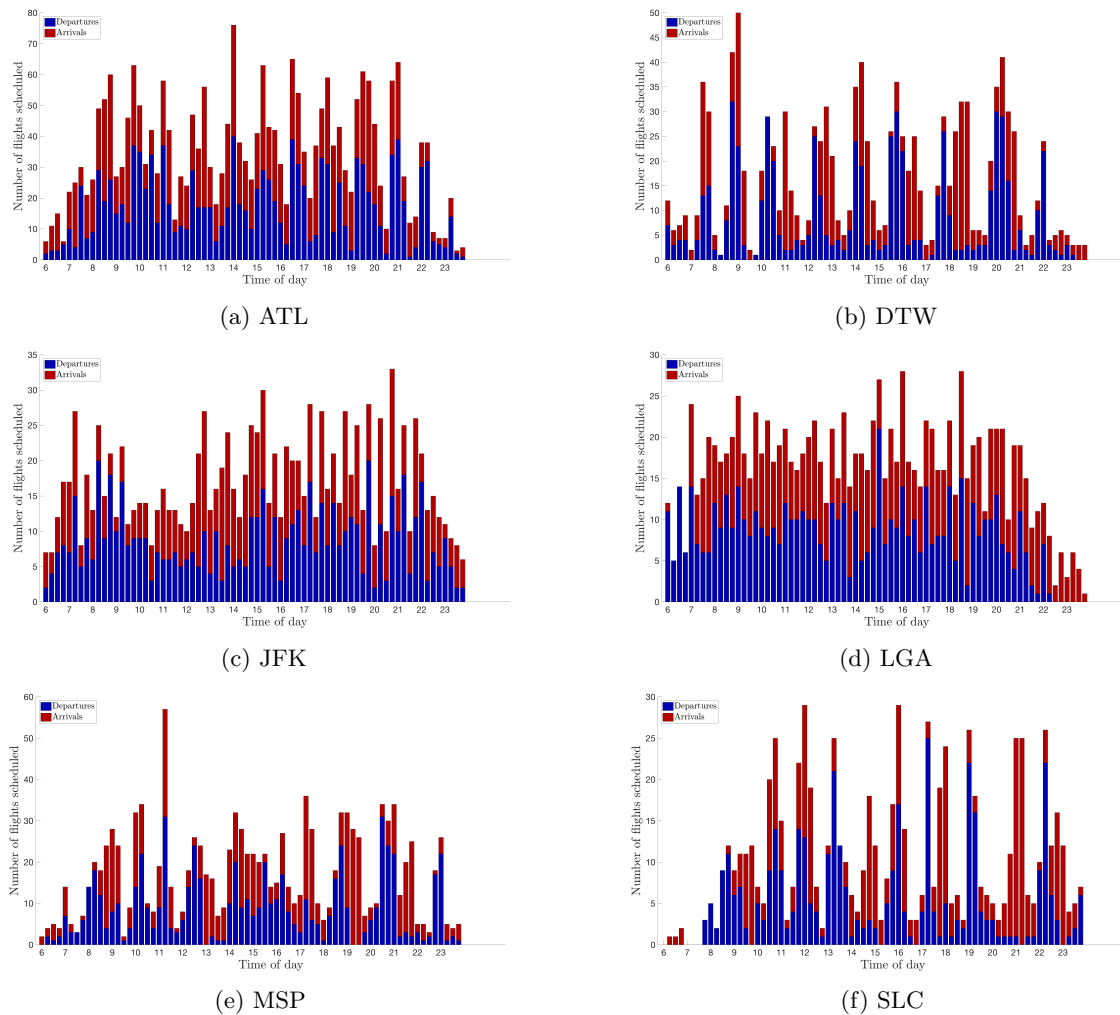 80
70
60
50
40
30
20
10
0
Number of flights scheduled
Departures
Arrivals
6 7 8 9 10 11 12 13 14 15 16 17 18 19 20 21 22 23
Time of day
(a) ATL
50
45
40
35
30
25
20
15
10
5
0
Number of flights scheduled
Departures
Arrivals
6 7 8 9 10 11 12 13 14 15 16 17 18 19 20 21 22 23
Time of day
(b) DTW
35
30
25
20
15
10
5
0
Number of flights scheduled
Departures
Arrivals
6 7 8 9 10 11 12 13 14 15 16 17 18 19 20 21 22 23
Time of day
(c) JFK
30
25
20
15
10
5
0
Number of flights scheduled
Departures
Arrivals
6 7 8 9 10 11 12 13 14 15 16 17 18 19 20 21 22 23
Time of day
(d) LGA
60
50
40
30
20
10
0
Number of flights scheduled
Departures
Arrivals
6 7 8 9 10 11 12 13 14 15 16 17 18 19 20 21 22 23
Time of day
(e) MSP
30
25
20
15
10
5
0
Number of flights scheduled
Departures
Arrivals
6 7 8 9 10 11 12 13 14 15 16 17 18 19 20 21 22 23
Time of day
(f) SLC